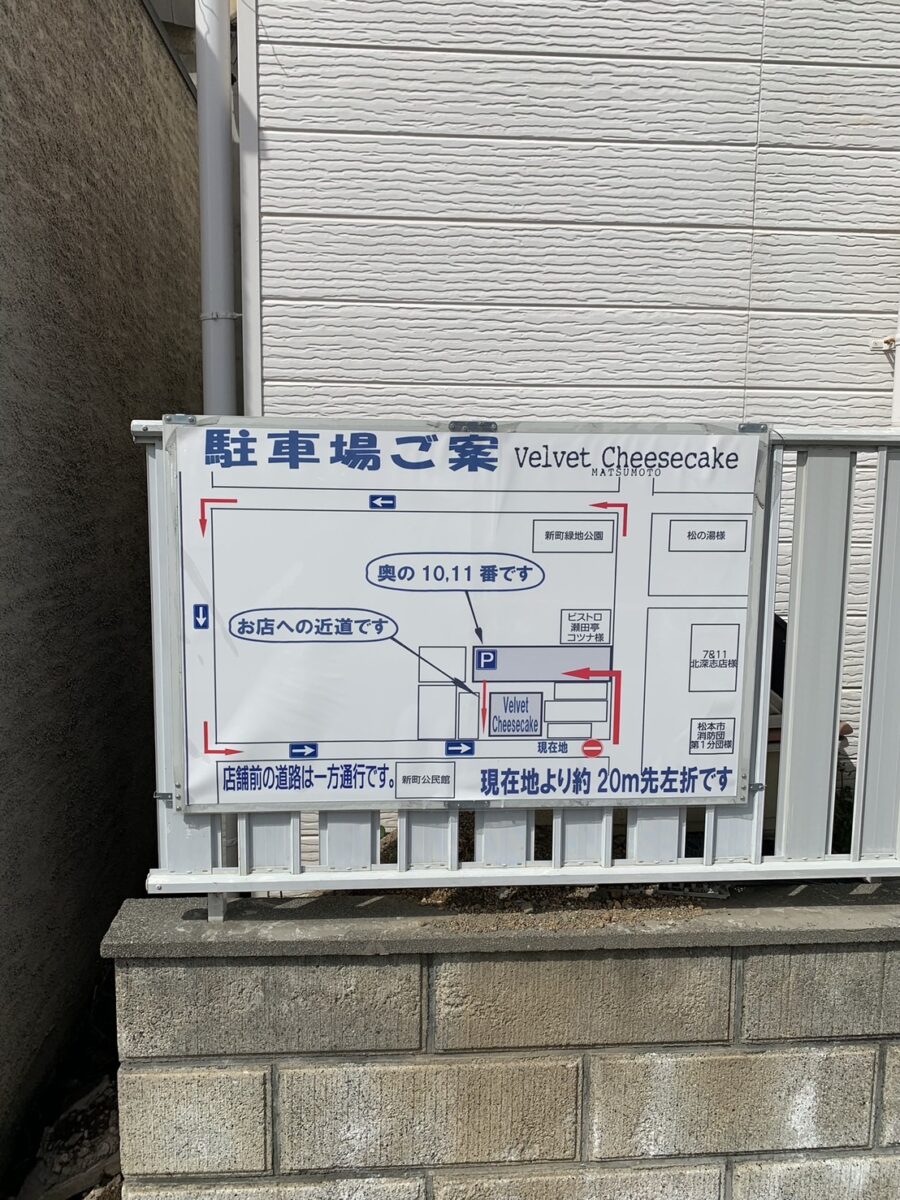 駐車場ご案
Velvet Cheesecake
MATSUMOTO
新町緑地公園
松の湯様
奥の10,11番です
お店への近道です
ビストロ
瀬田亭
コツナ様
P
7&11
北深志店様
Velvet
Cheesecake
松本市
消防団
第1分団様
現在地
店舗前の道路は一方通行です。
新町公民館
現在地より約20m先左折です